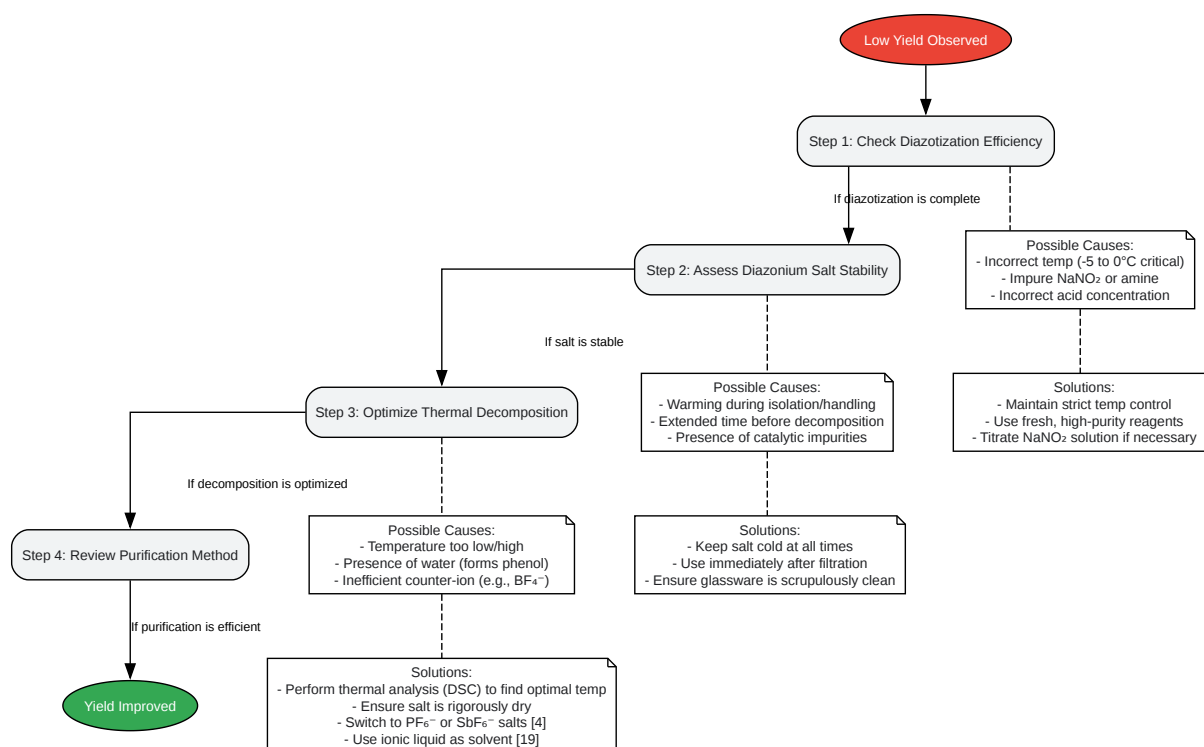 Low Yield Observed
Step 1: Check Diazotization Efficiency
If diazotization is complete
Possible Causes:
- Incorrect temp (-5 to 0°C critical)
- Impure NaNO₂ or amine
- Incorrect acid concentration
Solutions:
- Maintain strict temp control
- Use fresh, high-purity reagents
- Titrate NaNO₂ solution if necessary
Step 2: Assess Diazonium Salt Stability
If salt is stable
Possible Causes:
- Warming during isolation/handling
- Extended time before decomposition
- Presence of catalytic impurities
Solutions:
- Keep salt cold at all times
- Use immediately after filtration
- Ensure glassware is scrupulously clean
Step 3: Optimize Thermal Decomposition
If decomposition is optimized
Possible Causes:
- Temperature too low/high
- Presence of water (forms phenol)
- Inefficient counter-ion (e.g., BF₄⁻)
Solutions:
- Perform thermal analysis (DSC) to find optimal temp
- Ensure salt is rigorously dry
- Switch to PF₆⁻ or SbF₆⁻ salts [4]
- Use ionic liquid as solvent [19]
Step 4: Review Purification Method
If purification is efficient
Yield Improved